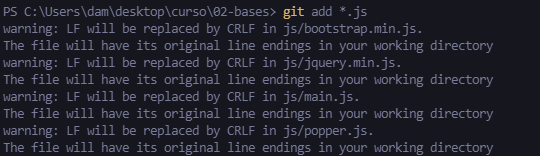 PS C:\Users\dam\desktop\curso\02-bases> git add *.js
warning: LF will be replaced by CRLF in js/bootstrap.min.js.
The file will have its original line endings in your working directory
warning: LF will be replaced by CRLF in js/jquery.min.js.
The file will have its original line endings in your working directory
warning: LF will be replaced by CRLF in js/main.js.
The file will have its original line endings in your working directory
warning: LF will be replaced by CRLF in js/popper.js.
The file will have its original line endings in your working directory